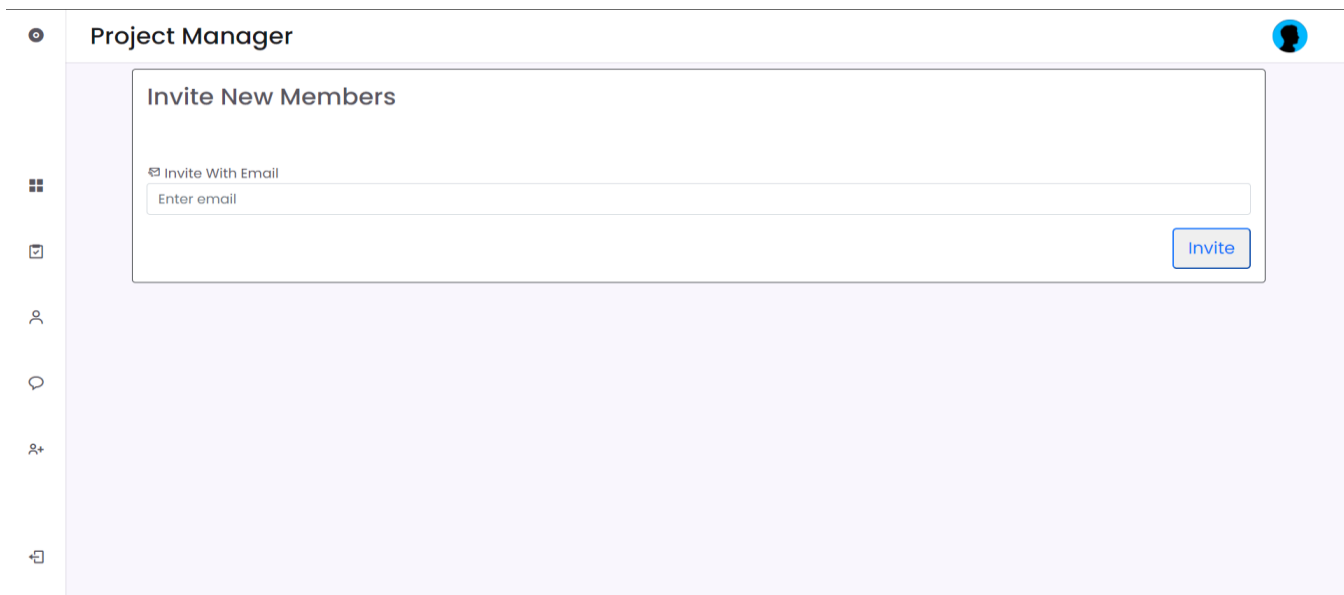 Project Manager
Invite New Members
Invite With Email
Enter email
Invite